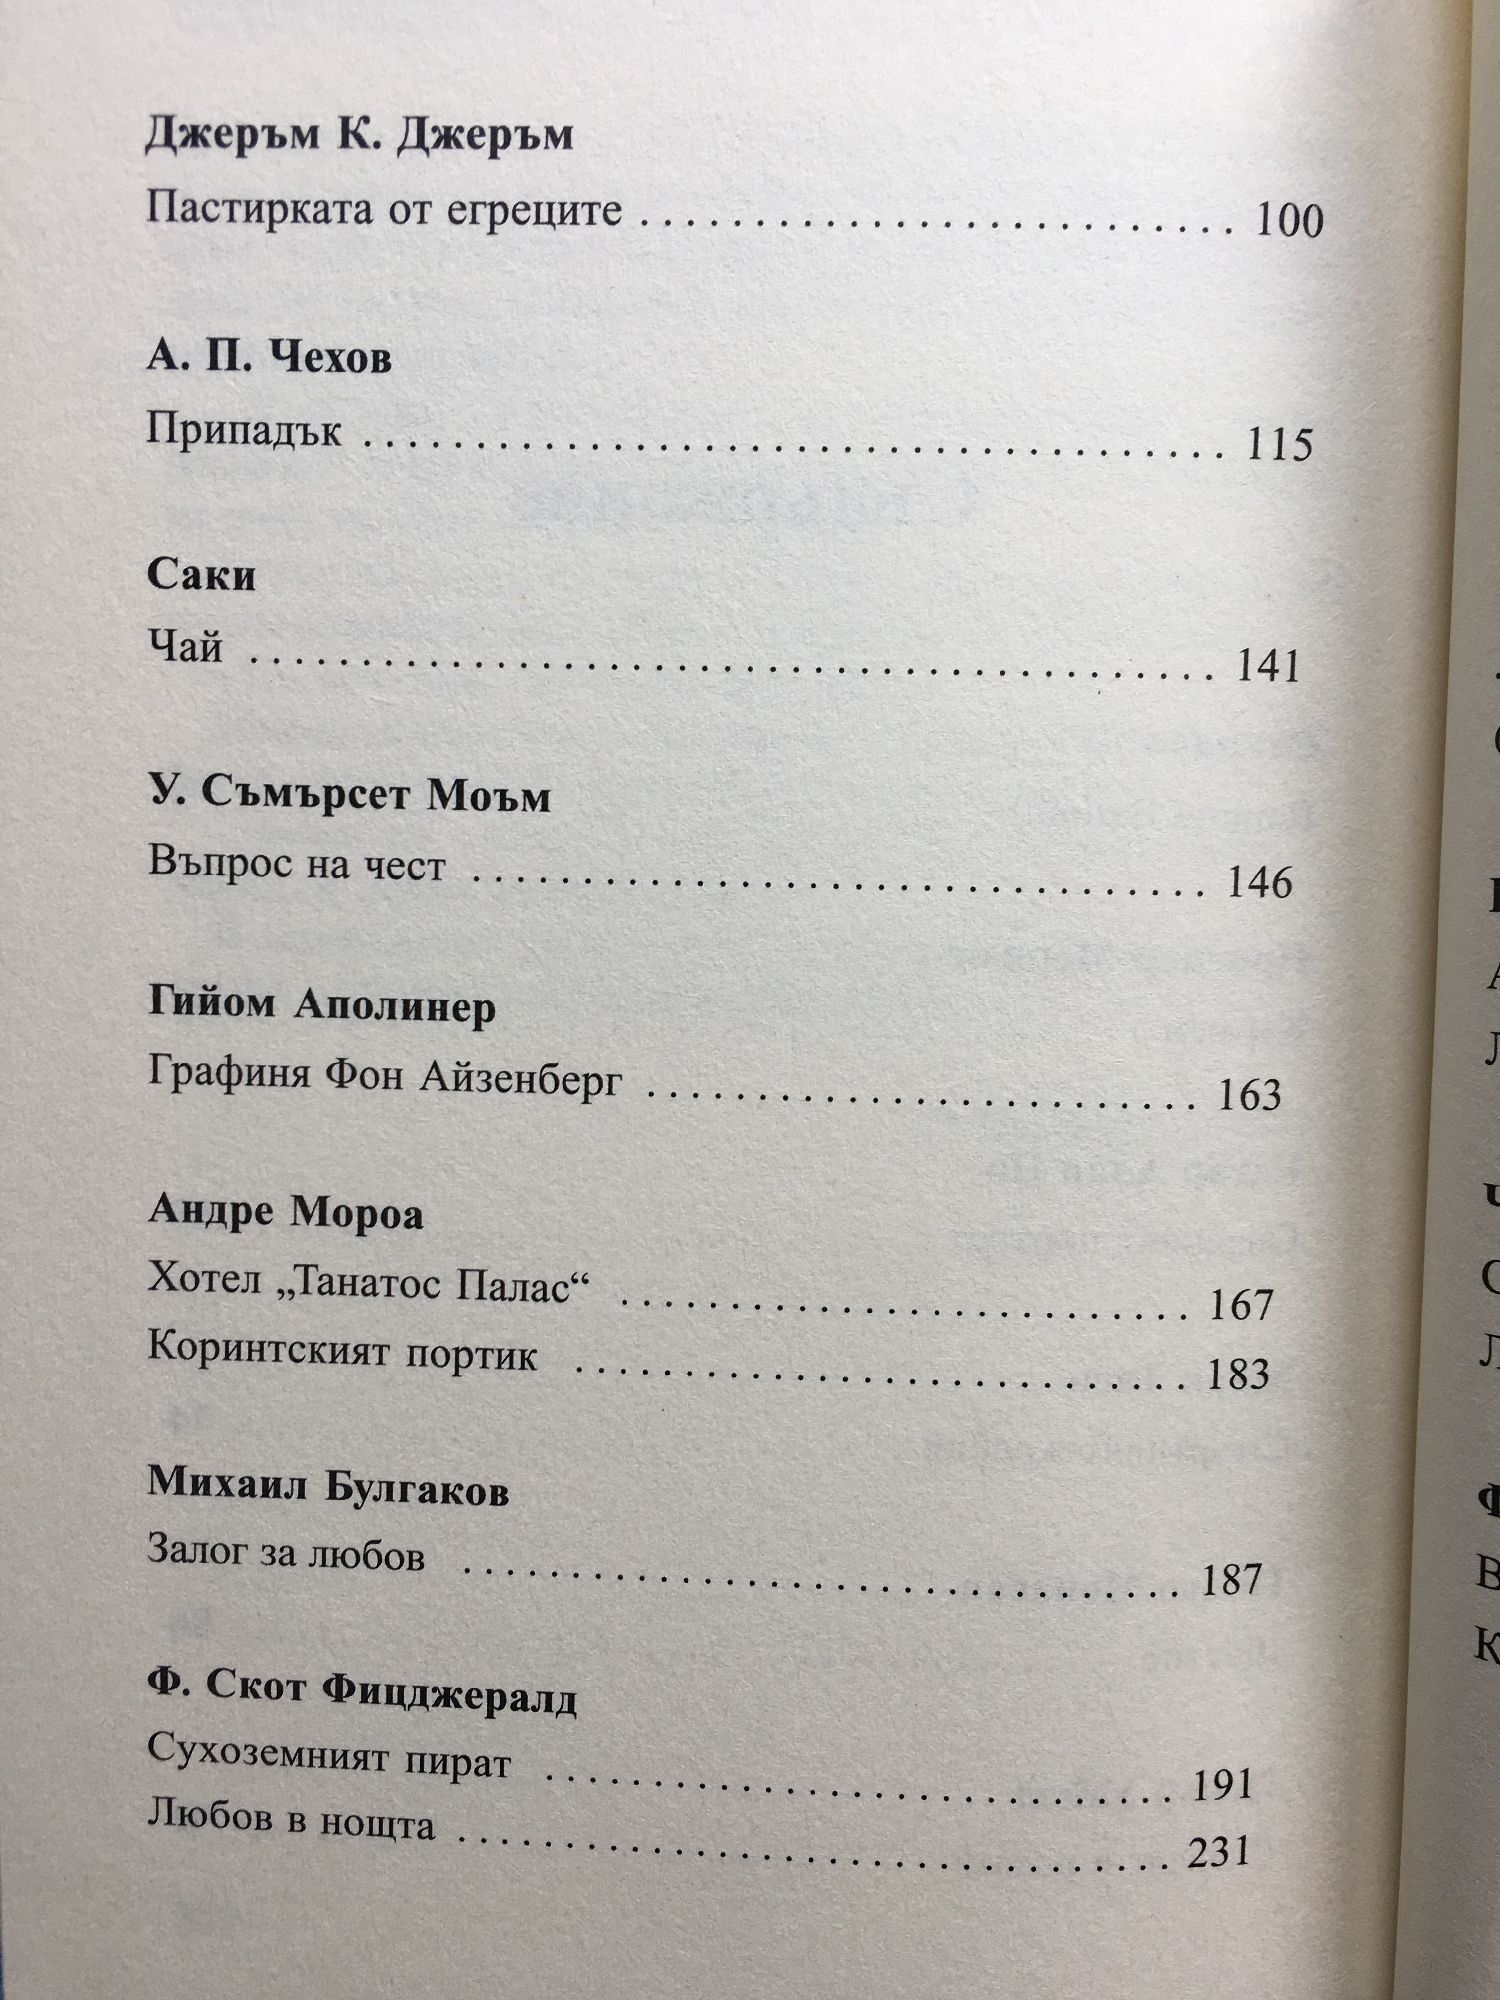 Джеръм К. Джеръм
Пастирката от егреците . . . . . . . . . . . . . . . . . . . . . . . . . . . 100
А. П. Чехов
Припадък . . . . . . . . . . . . . . . . . . . . . . . . . . . . . . . . . . . . . . . 115
Саки
Чай . . . . . . . . . . . . . . . . . . . . . . . . . . . . . . . . . . . . . . . . . . . . 141
У. Съмърсет Моъм
Въпрос на чест . . . . . . . . . . . . . . . . . . . . . . . . . . . . . . . . . . 146
Гийом Аполинер
Графиня Фон Айзенберг . . . . . . . . . . . . . . . . . . . . . . . . . 163
Андре Мороа
Хотел „Танатос Палас“ . . . . . . . . . . . . . . . . . . . . . . . . . . . 167
Коринтският портик . . . . . . . . . . . . . . . . . . . . . . . . . . . . . 183
Михаил Булгаков
Залог за любов . . . . . . . . . . . . . . . . . . . . . . . . . . . . . . . . . . 187
Ф. Скот Фицджералд
Сухоземният пират . . . . . . . . . . . . . . . . . . . . . . . . . . . . . . 191
Любов в нощта . . . . . . . . . . . . . . . . . . . . . . . . . . . . . . . . . . 231